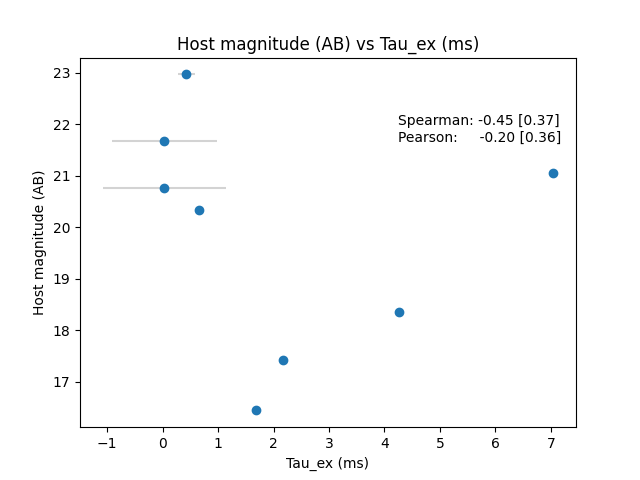 Host magnitude (AB) vs Tau_ex (ms)
Spearman: -0.45 [0.37]
Pearson: -0.20 [0.36]
Host magnitude (AB)
23
22
21
20
19
18
17
−1 0 1 2 3 4 5 6 7
Tau_ex (ms)